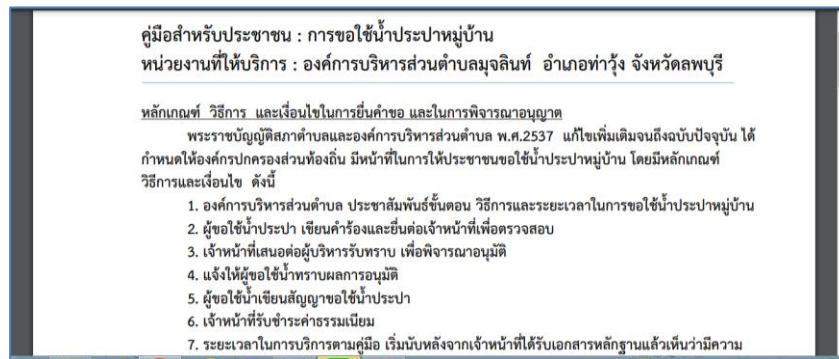 คู่มือสำหรับประชาชน : การขอใช้น้ำประปาหมู่บ้าน
หน่วยงานที่ให้บริการ : องค์การบริหารส่วนตำบลมุจลินท์ อำเภอท่าวุ้ง จังหวัดลพบุรี
หลักเกณฑ์ วิธีการ และเงื่อนไขในการยื่นคำขอ และในการพิจารณาอนุญาต
พระราชบัญญัติสภาตำบลและองค์การบริหารส่วนตำบล พ.ศ.2537 แก้ไขเพิ่มเติมจนถึงฉบับปัจจุบัน ได้
กำหนดให้องค์กรปกครองส่วนท้องถิ่น มีหน้าที่ในการให้ประชาชนขอใช้น้ำประปาหมู่บ้าน โดยมีหลักเกณฑ์
วิธีการและเงื่อนไข ดังนี้
1. องค์การบริหารส่วนตำบล ประชาสัมพันธ์ขั้นตอน วิธีการและระยะเวลาในการขอใช้น้ำประปาหมู่บ้าน
2. ผู้ขอใช้น้ำประปา เขียนคำร้องและยื่นต่อเจ้าหน้าที่เพื่อตรวจสอบ
3. เจ้าหน้าที่เสนอต่อผู้บริหารรับทราบ เพื่อพิจารณาอนุมัติ
4. แจ้งให้ผู้ขอใช้น้ำทราบผลการอนุมัติ
5. ผู้ขอใช้น้ำเขียนสัญญาขอใช้น้ำประปา
6. เจ้าหน้าที่รับชำระค่าธรรมเนียม
7. ระยะเวลาในการบริการตามคู่มือ เริ่มนับหลังจากเจ้าหน้าที่ได้รับเอกสารหลักฐานแล้วเห็นว่ามีความ